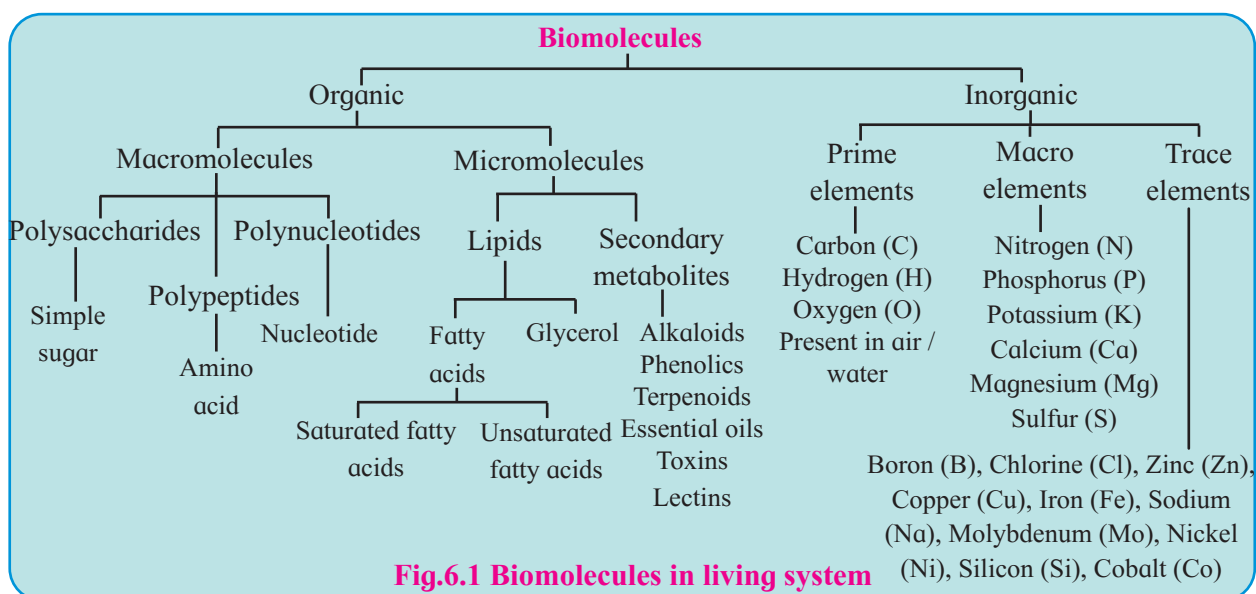 Biomolecules
Organic
Inorganic
Macromolecules
Micromolecules
Prime
elements
Macro
elements
Trace
elements
Polysaccharides
Polynucleotides
Polypeptides
Simple
sugar
Amino
acid
Nucleotide
Lipids
Secondary
metabolites
Fatty
acids
Glycerol
Saturated fatty
acids
Unsaturated
fatty acids
Alkaloids
Phenolics
Terpenoids
Essential oils
Toxins
Lectins
Carbon (C)
Hydrogen (H)
Oxygen (O)
Present in air /
water
Nitrogen (N)
Phosphorus (P)
Potassium (K)
Calcium (Ca)
Magnesium (Mg)
Sulfur (S)
Boron (B), Chlorine (Cl), Zinc (Zn),
Copper (Cu), Iron (Fe), Sodium
(Na), Molybdenum (Mo), Nickel
(Ni), Silicon (Si), Cobalt (Co)
Fig.6.1 Biomolecules in living system